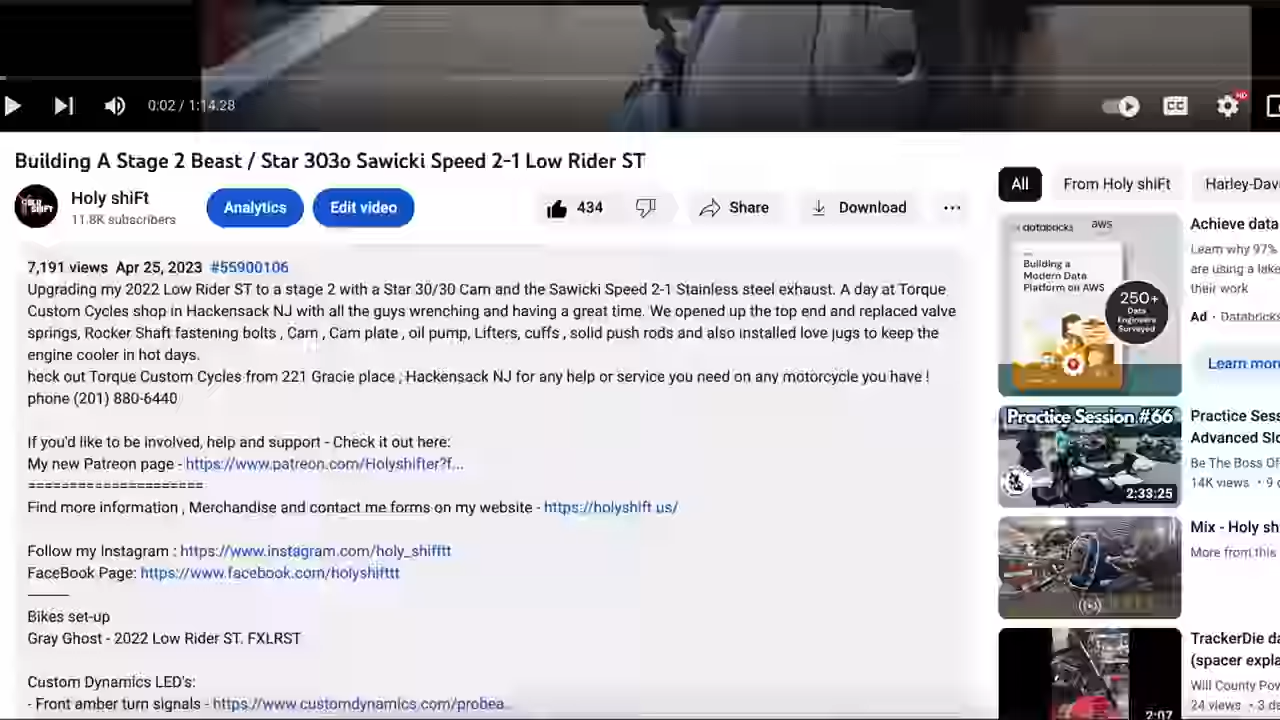 0:02 / 1:14:28
Building A Stage 2 Beast / Star 303o Sawicki Speed 2-1 Low Rider ST
Holy shiFt
11.8K subscribers
Analytics
Edit video
434
Share
Download
7,191 views Apr 25, 2023 #55900106
Upgrading my 2022 Low Rider ST to a stage 2 with a Star 30/30 Cam and the Sawicki Speed 2-1 Stainless steel exhaust. A day at Torque
Custom Cycles shop in Hackensack NJ with all the guys wrenching and having a great time. We opened up the top end and replaced valve
springs, Rocker Shaft fastening bolts , Cam , Cam plate , oil pump, Lifters, cuffs , solid push rods and also installed love jugs to keep the
engine cooler in hot days.
heck out Torque Custom Cycles from 221 Gracie place , Hackensack NJ for any help or service you need on any motorcycle you have !
phone (201) 880-6440
If you'd like to be involved, help and support - Check it out here:
My new Patreon page - https://www.patreon.com/Holyshifter?f...
=====================
Find more information , Merchandise and contact me forms on my website - https://holyshift.us/
Follow my Instagram : https://www.instagram.com/holy_shifttt
FaceBook Page: https://www.facebook.com/holyshifttt
Bikes set-up
Gray Ghost - 2022 Low Rider ST. FXLRST
Custom Dynamics LED's:
- Front amber turn signals - https://www.customdynamics.com/probea...
All
From Holy shiFt
Harley-Dav
databricks aws
Building a
Modern Data
Platform on AWS
250+
Data
Engineers
Surveyed
Achieve data
Learn why 97%
are using a lake
their work
Ad · Databricks
Learn more
Practice Session #66
2:33:25
Practice Sess
Advanced Slo
Be The Boss Of
14K views • 9 d
Mix - Holy sh
More from this
2:07
TrackerDie da
(spacer expla
Will County Pow
24 views • 3 da
CC
HD